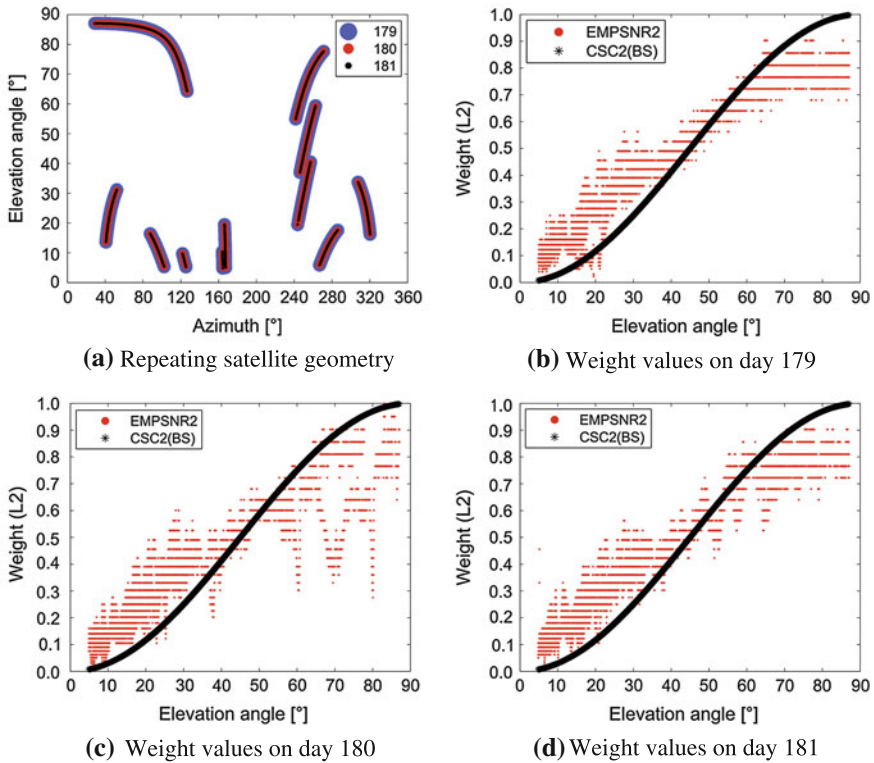 90
80
70
60
50
40
30
20
10
0
Elevation angle [°]
0 40 80 120 160 200 240 280 320 360
Azimuth [°]
179
180
181
(a) Repeating satellite geometry
1.0
0.9
0.8
0.7
0.6
0.5
0.4
0.3
0.2
0.1
0.0
Weight (L2)
EMPSNR2
CSC2(BS)
0 10 20 30 40 50 60 70 80 90
Elevation angle [°]
(b) Weight values on day 179
1.0
0.9
0.8
0.7
0.6
0.5
0.4
0.3
0.2
0.1
0.0
Weight (L2)
EMPSNR2
CSC2(BS)
0 10 20 30 40 50 60 70 80 90
Elevation angle [°]
(c) Weight values on day 180
1.0
0.9
0.8
0.7
0.6
0.5
0.4
0.3
0.2
0.1
0.0
Weight (L2)
EMPSNR2
CSC2(BS)
0 10 20 30 40 50 60 70 80 90
Elevation angle [°]
(d) Weight values on day 181